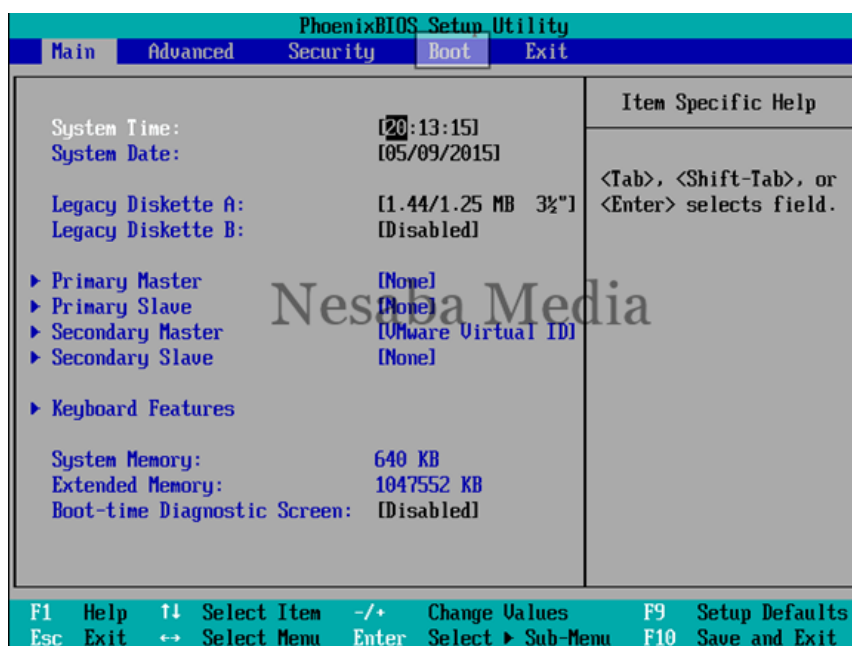 PhoenixBIOS Setup Utility
Main Advanced Security Boot Exit
Item Specific Help
System Time: [20:13:15]
System Date: [05/09/2015]
<Tab>, <Shift-Tab>, or
<Enter> selects field.
Legacy Diskette A: [1.44/1.25 MB 3½"]
Legacy Diskette B: [Disabled]
▶ Primary Master [None]
▶ Primary Slave [None]
▶ Secondary Master [VMware Virtual ID]
▶ Secondary Slave [None]
Nesaba Media
▶ Keyboard Features
System Memory: 640 KB
Extended Memory: 1047552 KB
Boot-time Diagnostic Screen: [Disabled]
F1 Help ↑↓ Select Item -/+ Change Values F9 Setup Defaults
Esc Exit ↔ Select Menu Enter Select ▶ Sub-Menu F10 Save and Exit